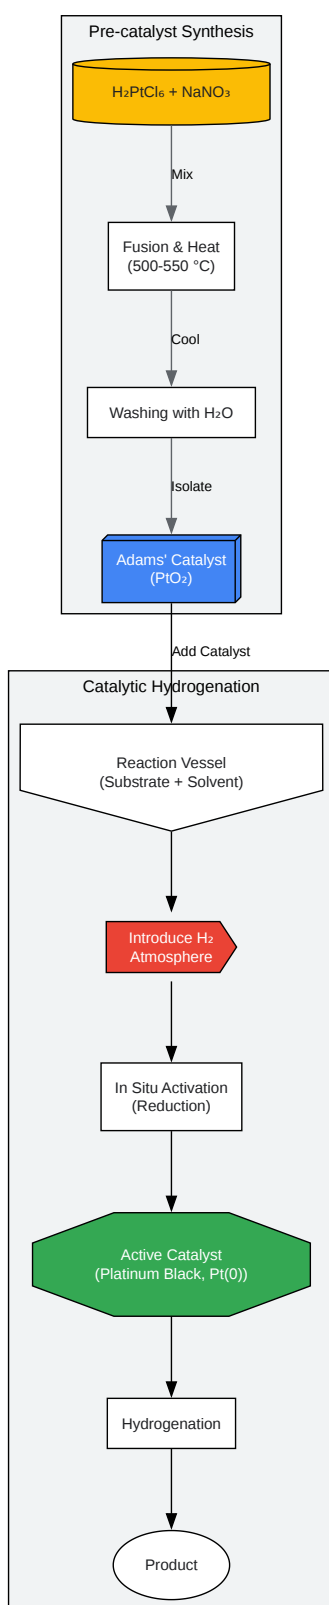 Pre-catalyst Synthesis
H₂PtCl₆ + NaNO₃
Mix
Fusion & Heat
(500-550 °C)
Cool
Washing with H₂O
Isolate
Adams' Catalyst
(PtO₂)
Add Catalyst
Catalytic Hydrogenation
Reaction Vessel
(Substrate + Solvent)
Introduce H₂
Atmosphere
In Situ Activation
(Reduction)
Active Catalyst
(Platinum Black, Pt(0))
Hydrogenation
Product